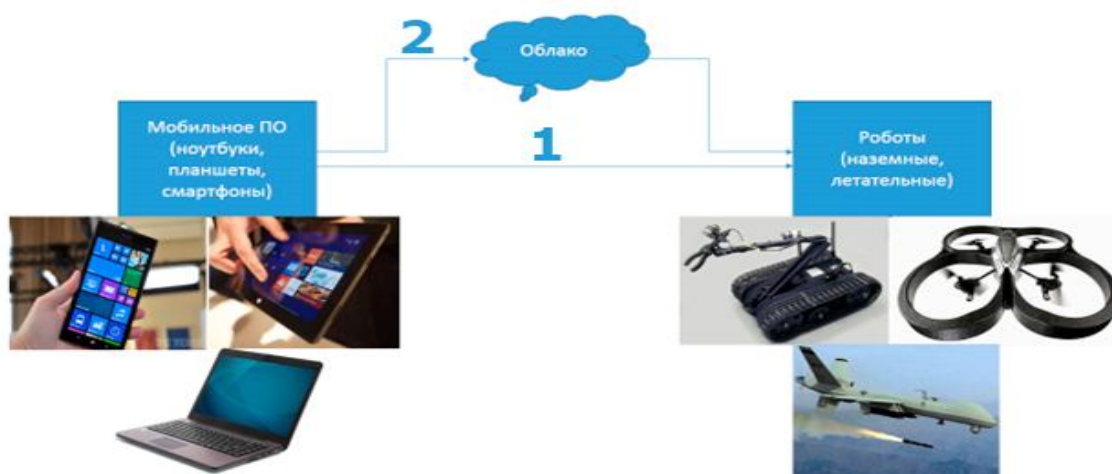 2
Облако
Мобильное ПО
(ноутбуки,
планшеты,
смартфоны)
1
Роботы
(наземные,
летательные)